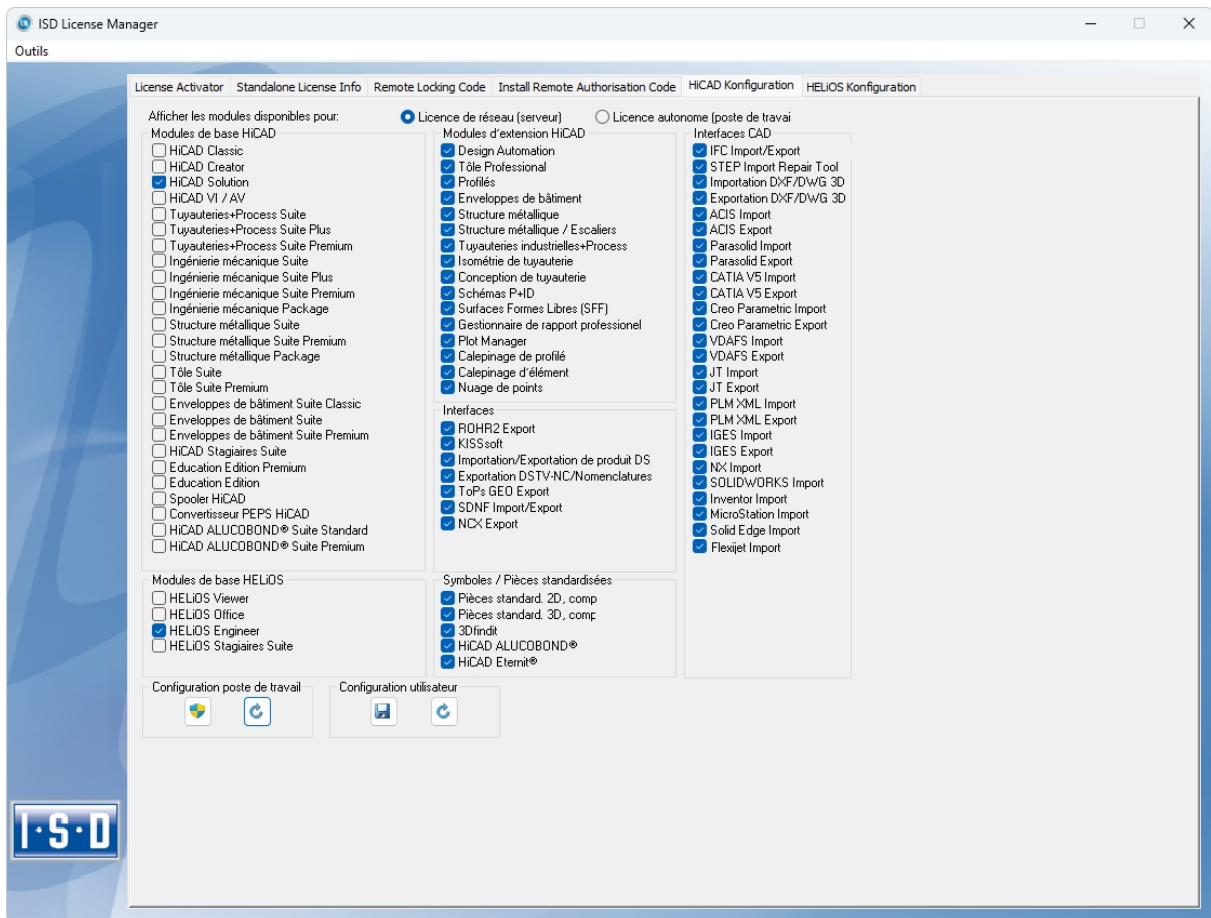 ISD License Manager
Outils
License Activator
Standalone License Info
Remote Locking Code
Install Remote Authorisation Code
HiCAD Konfiguration
HELiOS Konfiguration
Afficher les modules disponibles pour:
Licence de réseau (serveur)
Licence autonome (poste de travai
Modules de base HiCAD
HiCAD Classic
HiCAD Creator
HiCAD Solution
HiCAD VI / AV
Tuyauteries+Process Suite
Tuyauteries+Process Suite Plus
Tuyauteries+Process Suite Premium
Ingénierie mécanique Suite
Ingénierie mécanique Suite Plus
Ingénierie mécanique Suite Premium
Ingénierie mécanique Package
Structure métallique Suite
Structure métallique Suite Premium
Structure métallique Package
Tôle Suite
Tôle Suite Premium
Enveloppes de bâtiment Suite Classic
Enveloppes de bâtiment Suite
Enveloppes de bâtiment Suite Premium
HiCAD Stagiaires Suite
Education Edition Premium
Education Edition
Spooler HiCAD
Convertisseur PEPS HiCAD
HiCAD ALUCOBOND® Suite Standard
HiCAD ALUCOBOND® Suite Premium
Modules d'extension HiCAD
Design Automation
Tôle Professional
Profilés
Enveloppes de bâtiment
Structure métallique
Structure métallique / Escaliers
Tuyauteries industrielles+Process
Isométrie de tuyauterie
Conception de tuyauterie
Schémas P+ID
Surfaces Formes Libres (SFF)
Gestionnaire de rapport professionel
Plot Manager
Calepinage de profilé
Calepinage d'élément
Nuage de points
Interfaces
ROHR2 Export
KISSsoft
Importation/Exportation de produit DS
Exportation DSTV-NC/Nomenclatures
ToPs GEO Export
SDNF Import/Export
NCX Export
Interfaces CAD
IFC Import/Export
STEP Import Repair Tool
Importation DXF/DWG 3D
Exportation DXF/DWG 3D
ACIS Import
ACIS Export
Parasolid Import
Parasolid Export
CATIA V5 Import
CATIA V5 Export
Creo Parametric Import
Creo Parametric Export
VDAFS Import
VDAFS Export
JT Import
JT Export
PLM XML Import
PLM XML Export
IGES Import
IGES Export
NX Import
SOLIDWORKS Import
Inventor Import
MicroStation Import
Solid Edge Import
Flexijet Import
Modules de base HELiOS
HELiOS Viewer
HELiOS Office
HELiOS Engineer
HELiOS Stagiaires Suite
Symboles / Pièces standardisées
Pièces standard. 2D, comp
Pièces standard. 3D, comp
3Dfindit
HiCAD ALUCOBOND®
HiCAD Eternit®
Configuration poste de travail
Configuration utilisateur
I·S·D